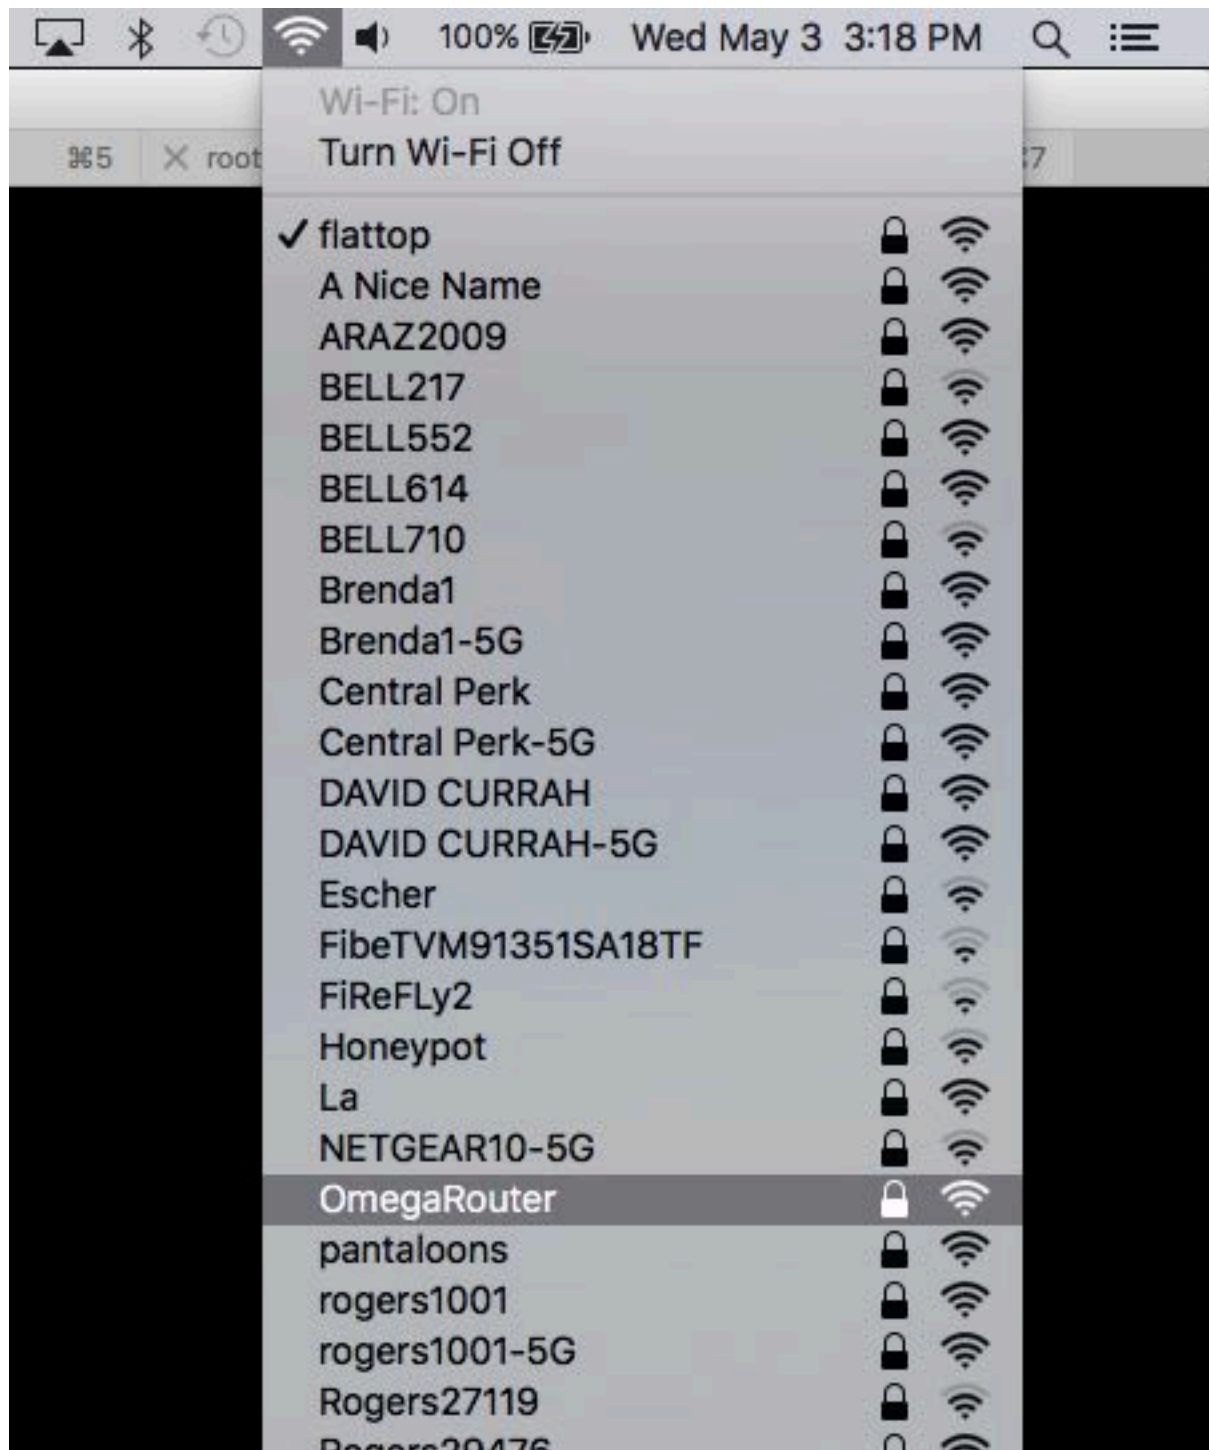 100% Wed May 3 3:18 PM
Wi-Fi: On
Turn Wi-Fi Off
⌘5 × root 7
✓ flattop
A Nice Name
ARAZ2009
BELL217
BELL552
BELL614
BELL710
Brenda1
Brenda1-5G
Central Perk
Central Perk-5G
DAVID CURRAH
DAVID CURRAH-5G
Escher
FibeTVM91351SA18TF
FiReFLy2
Honeypot
La
NETGEAR10-5G
OmegaRouter
pantaloons
rogers1001
rogers1001-5G
Rogers27119